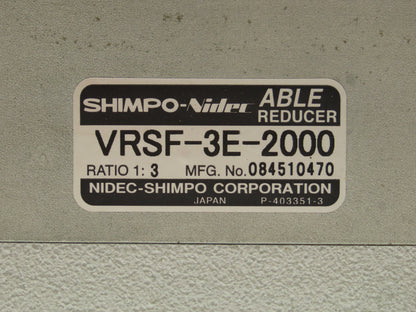 SHIMPO-Nidec ABLE
REDUCER
VRSF-3E-2000
RATIO 1: 3 MFG. No. 084510470
NIDEC-SHIMPO CORPORATION
JAPAN P-403351-3